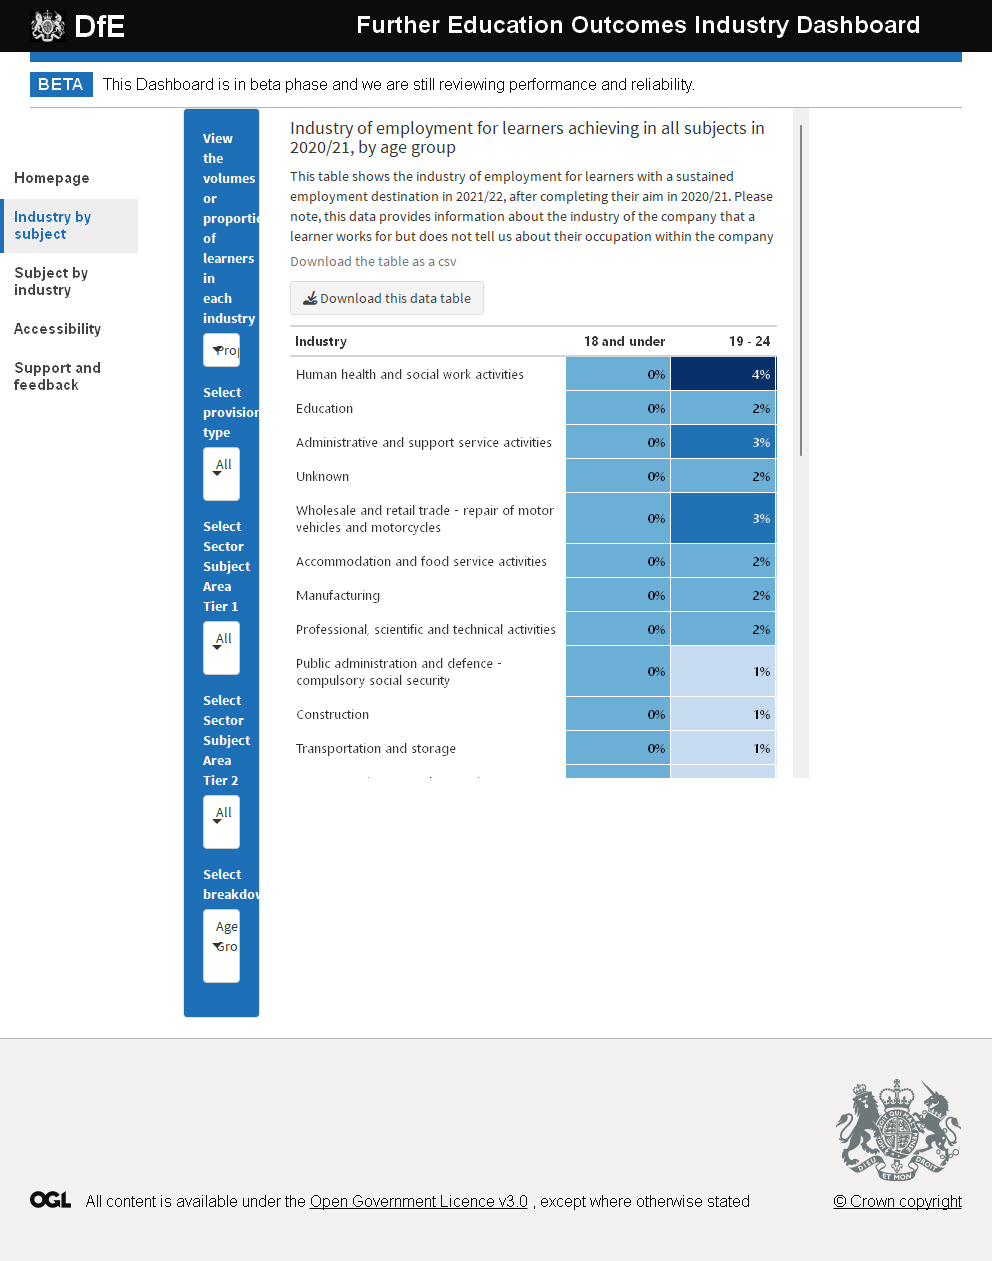 DfE
Further Education Outcomes Industry Dashboard
BETA This Dashboard is in beta phase and we are still reviewing performance and reliability.
Homepage
Industry by
subject
Subject by
industry
Accessibility
Support and
feedback
View
the
volumes
or
proportio
of
learners
in
each
industry
Prop
Select
provision
type
All
Select
Sector
Subject
Area
Tier 1
All
Select
Sector
Subject
Area
Tier 2
All
Select
breakdow
Age
Gro
Industry of employment for learners achieving in all subjects in
2020/21, by age group
This table shows the industry of employment for learners with a sustained
employment destination in 2021/22, after completing their aim in 2020/21. Please
note, this data provides information about the industry of the company that a
learner works for but does not tell us about their occupation within the company
Download the table as a csv
Download this data table
Industry 18 and under 19 - 24
Human health and social work activities 0% 4%
Education 0% 2%
Administrative and support service activities 0% 3%
Unknown 0% 2%
Wholesale and retail trade - repair of motor
vehicles and motorcycles 0% 3%
Accommodation and food service activities 0% 2%
Manufacturing 0% 2%
Professional, scientific and technical activities 0% 2%
Public administration and defence -
compulsory social security 0% 1%
Construction 0% 1%
Transportation and storage 0% 1%
DIEU ET MON DROIT
OGL All content is available under the Open Government Licence v3.0 , except where otherwise stated
© Crown copyright